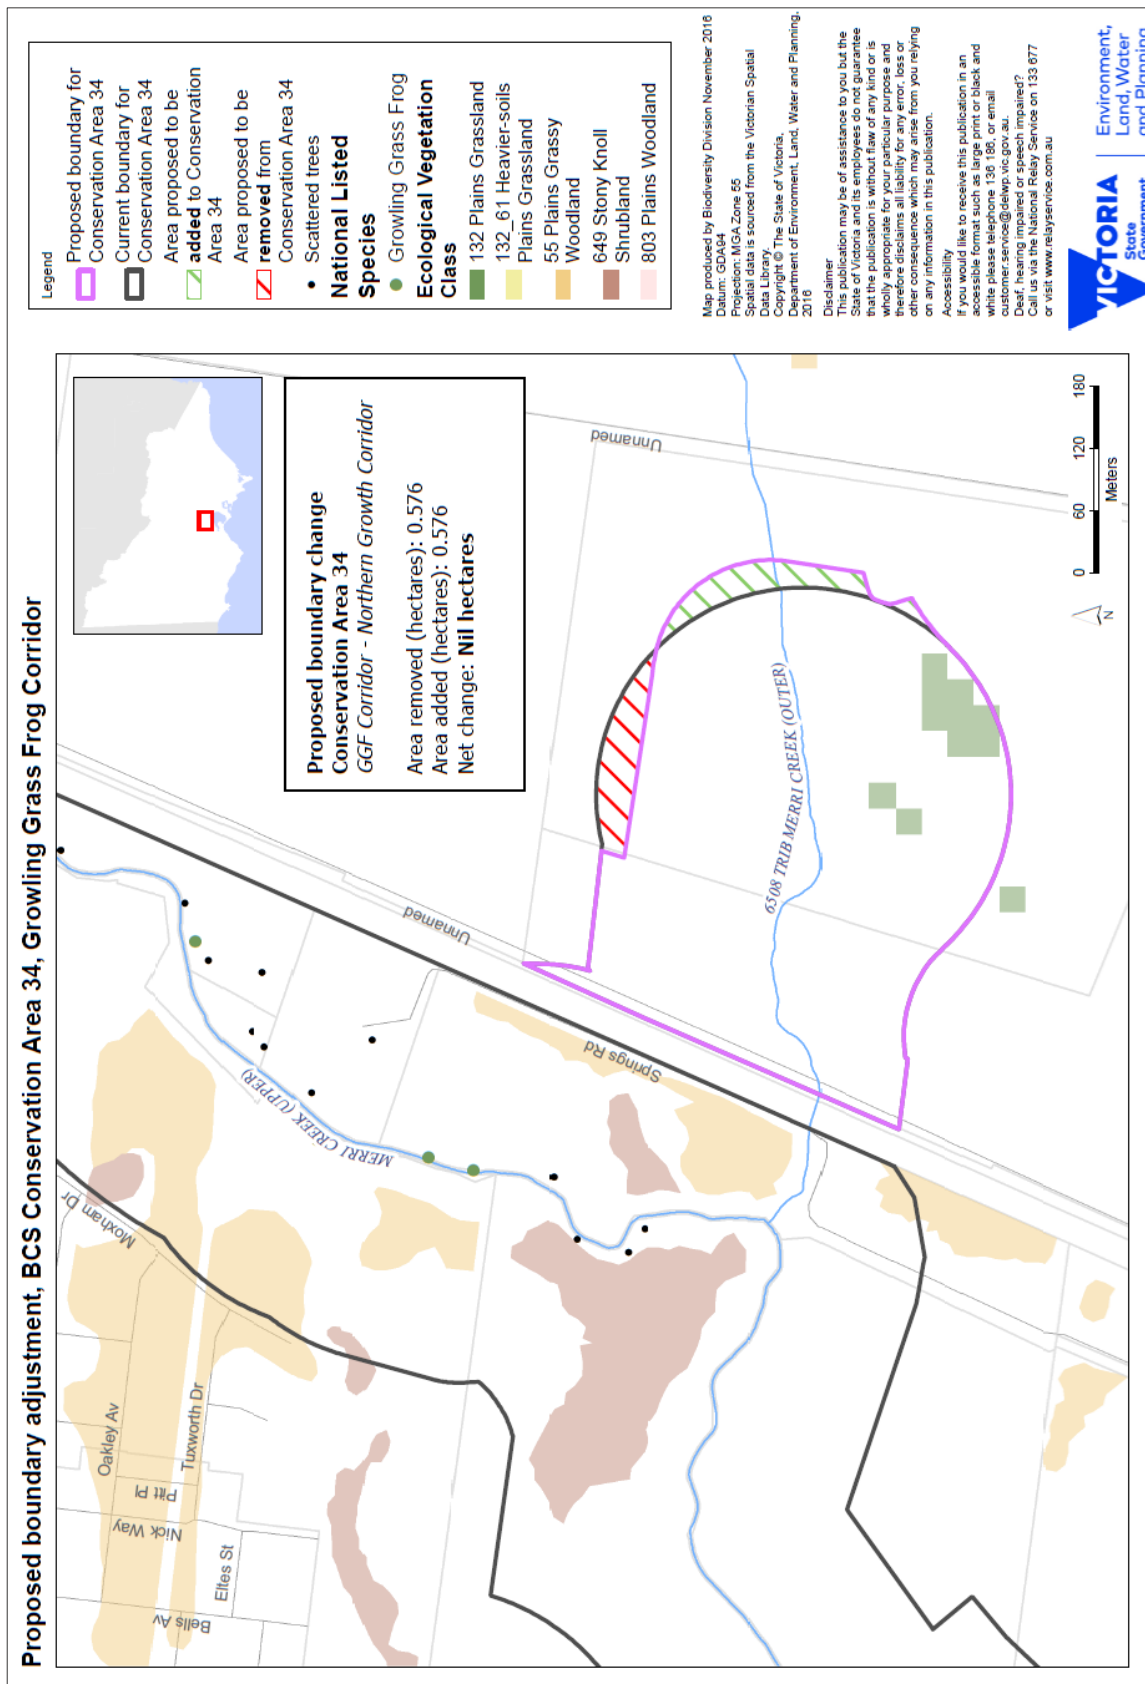 Proposed boundary adjustment, BCS Conservation Area 34, Growling Grass Frog Corridor
Moxham Dr
Oakley Av
Tuxworth Dr
Pitt Pl
Nick Way
Eltes St
Bells Av
MERRI CREEK (UPPER)
Springs Rd
Unnamed
Unnamed
6508 TRIB MERRI CREEK (OUTER)
Proposed boundary change
Conservation Area 34
GGF Corridor - Northern Growth Corridor
Area removed (hectares): 0.576
Area added (hectares): 0.576
Net change: Nil hectares
N
0 60 120 180
Meters
Legend
Proposed boundary for
Conservation Area 34
Current boundary for
Conservation Area 34
Area proposed to be
added to Conservation
Area 34
Area proposed to be
removed from
Conservation Area 34
Scattered trees
National Listed
Species
Growling Grass Frog
Ecological Vegetation
Class
132 Plains Grassland
132_61 Heavier-soils
Plains Grassland
55 Plains Grassy
Woodland
649 Stony Knoll
Shrubland
803 Plains Woodland
Map produced by Biodiversity Division November 2016
Datum: GDA94
Projection: MGA Zone 55
Spatial data is sourced from the Victorian Spatial
Data Library.
Copyright © The State of Victoria,
Department of Environment, Land, Water and Planning,
2016
Disclaimer
This publication may be of assistance to you but the
State of Victoria and its employees do not guarantee
that the publication is without flaw of any kind or is
wholly appropriate for your particular purpose and
therefore disclaims all liability for any error, loss or
other consequence which may arise from you relying
on any information in this publication.
Accessibility
If you would like to receive this publication in an
accessible format such as large print or black and
white please telephone 136 186, or email
customer.service@delwp.vic.gov.au.
Deaf, hearing impaired or speech impaired?
Call us via the National Relay Service on 133 677
or visit www.relayservice.com.au
VICTORIA
State
Government
Environment,
Land, Water
and Planning